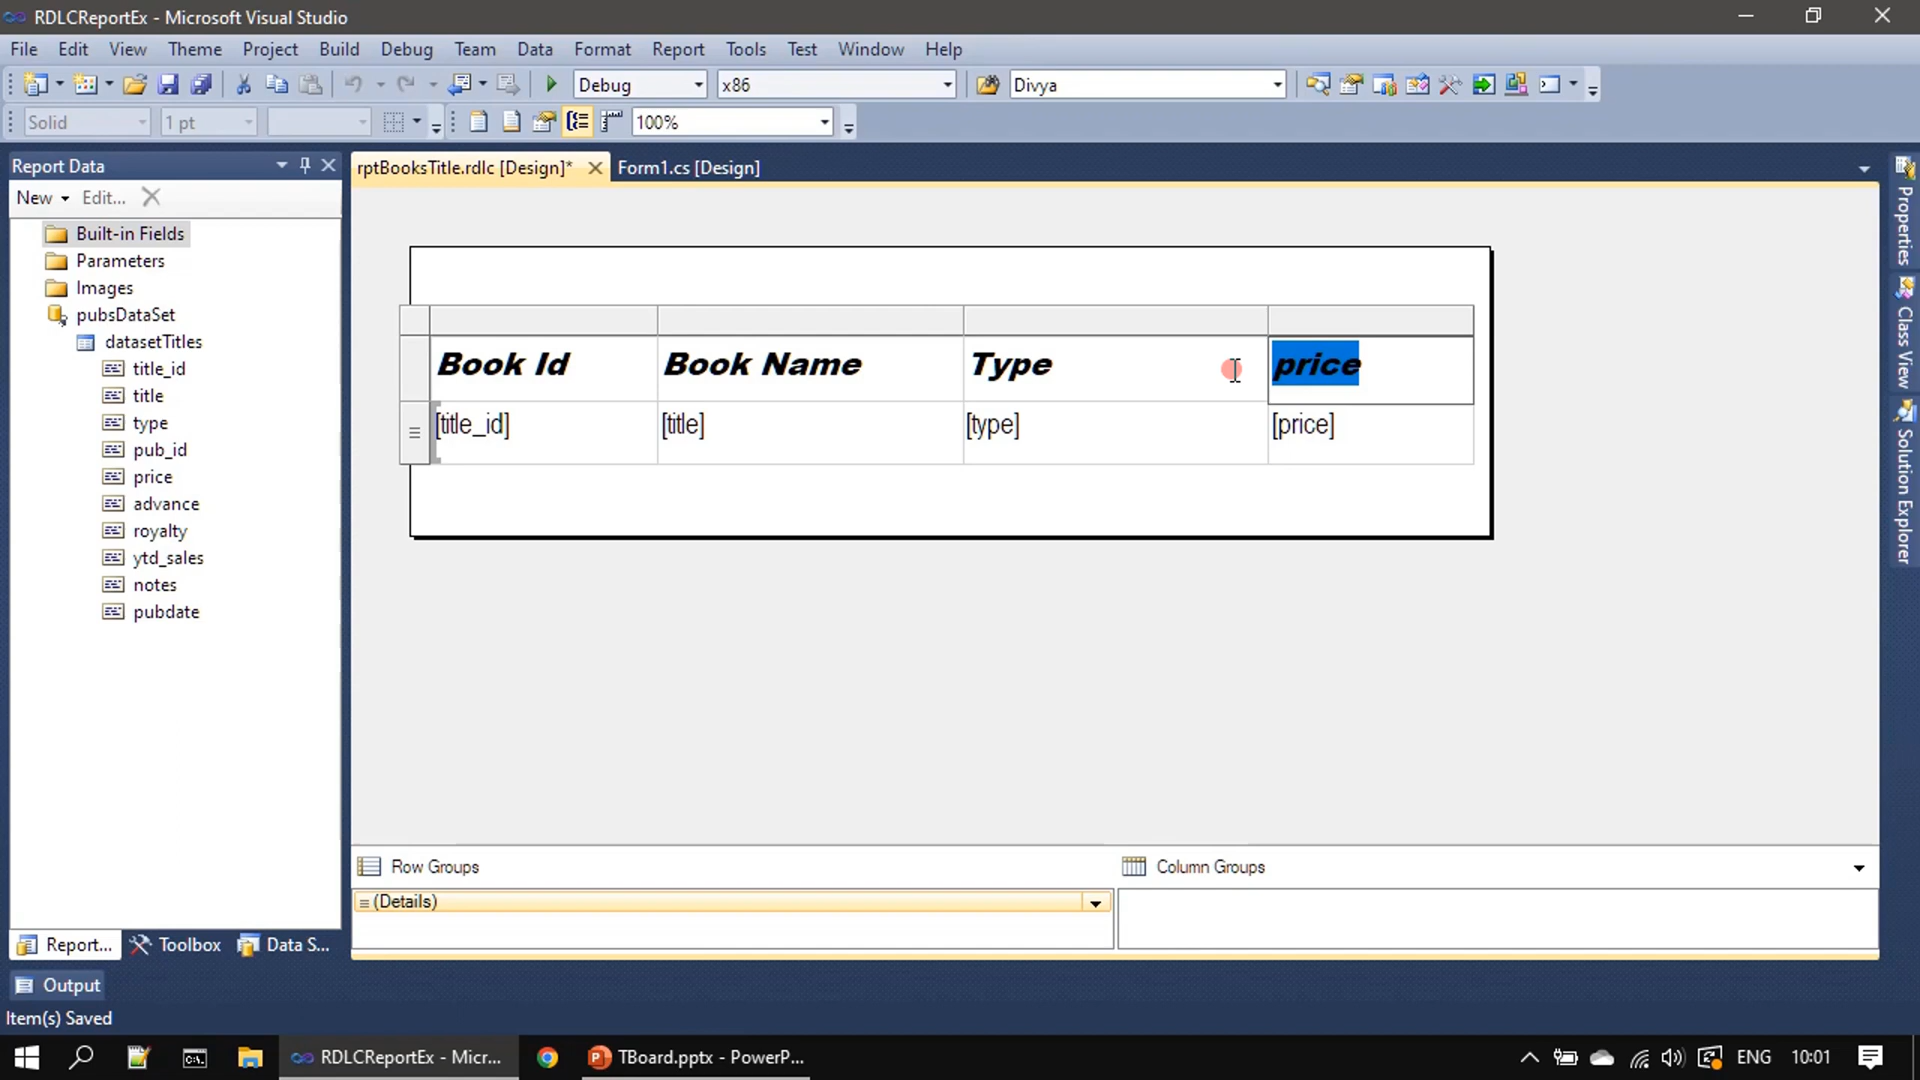 RDLCReportEx - Microsoft Visual Studio
File Edit View Theme Project Build Debug Team Data Format Report Tools Test Window Help
Debug x86 Divya
Solid 1 pt 100%
Report Data
rptBooksTitle.rdlc [Design]* Form1.cs [Design]
New Edit...
Built-in Fields
Parameters
Images
pubsDataSet
datasetTitles
title_id
title
type
pub_id
price
advance
royalty
ytd_sales
notes
pubdate
Book Id Book Name Type price
[title_id] [title] [type] [price]
Properties
Class View
Solution Explorer
Row Groups Column Groups
(Details)
Report... Toolbox Data S...
Output
Item(s) Saved
RDLCReportEx - Micr... TBoard.pptx - PowerP... ENG 10:01